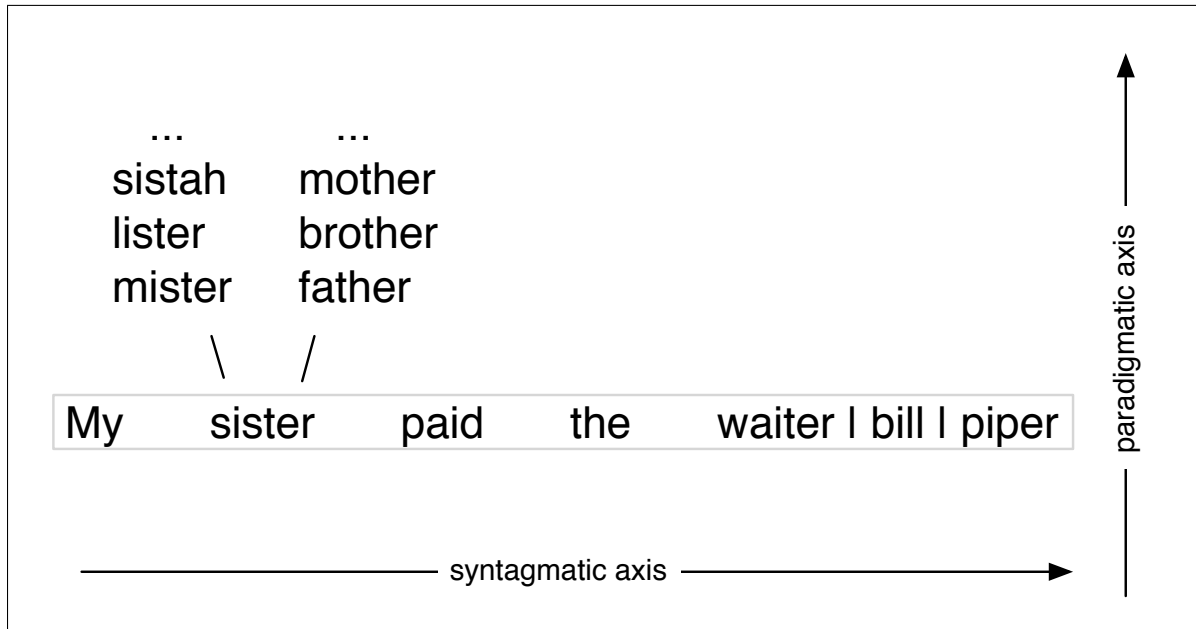 ... ...
sistah mother
lister brother
mister father
My sister paid the waiter | bill | piper
syntagmatic axis
paradigmatic axis